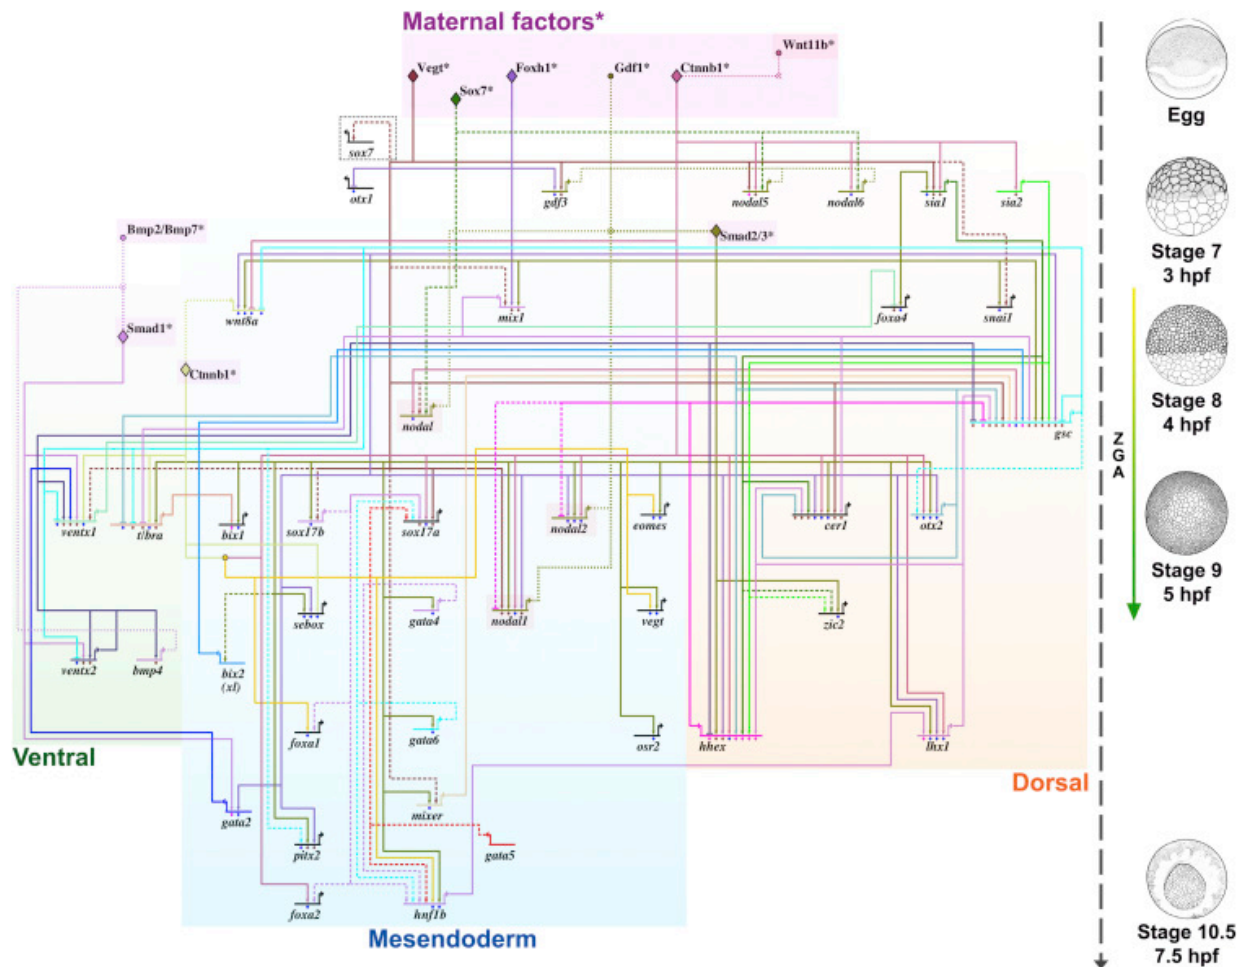 Maternal factors*
Wnt11b*
Vegt*
Foxh1*
Gdf1*
Ctnnb1*
Sox7*
Egg
sox7
otx1
gdf3
nodal5
nodal6
sia1
sia2
Bmp2/Bmp7*
Smad2/3*
Stage 7
3 hpf
wnt8a
mix1
foxa4
snai1
Smad1*
Ctnnb1*
Stage 8
4 hpf
nodal
gsc
ZGA
ventx1
t/bra
bix1
sox17b
sox17a
nodal2
eomes
cer1
otx2
Stage 9
5 hpf
sebox
gata4
nodal1
vegt
zic2
ventx2
bmp4
bix2
(xl)
foxa1
gata6
osr2
hhex
lhx1
Ventral
Dorsal
gata2
mixer
pitx2
gata5
foxa2
hnf1b
Stage 10.5
7.5 hpf
Mesendoderm